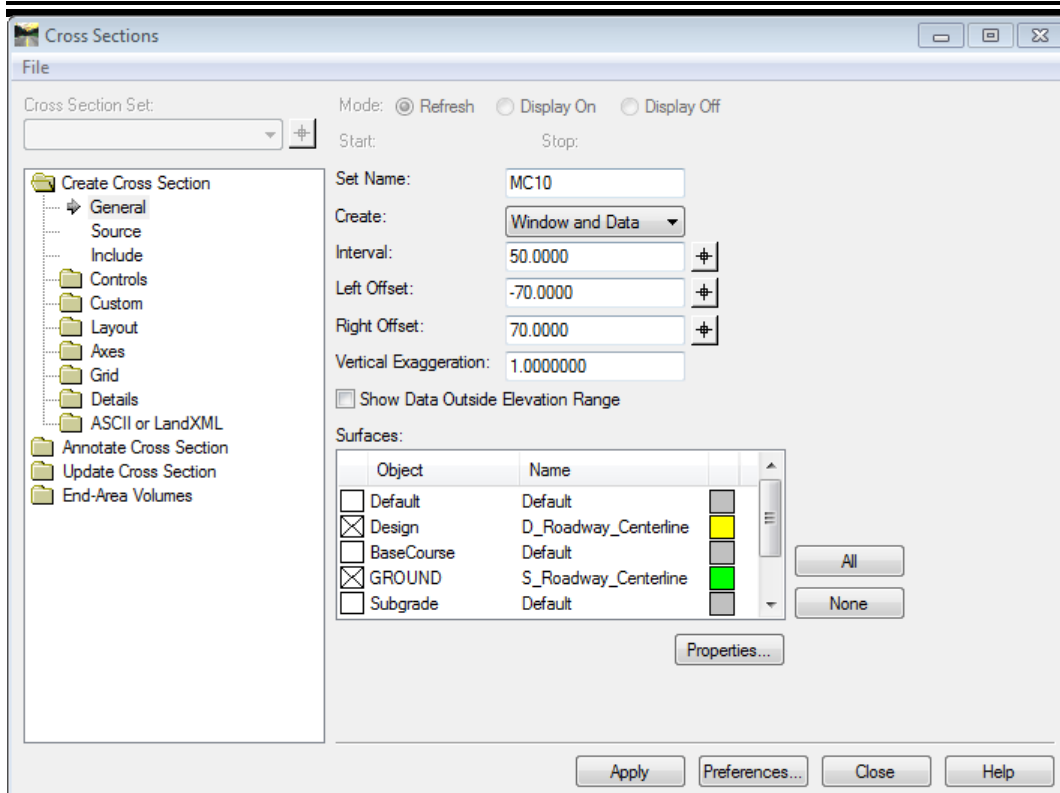 Cross Sections
File
Cross Section Set:
Mode: Refresh Display On Display Off
Start: Stop:
Create Cross Section
General
Source
Include
Controls
Custom
Layout
Axes
Grid
Details
ASCII or LandXML
Annotate Cross Section
Update Cross Section
End-Area Volumes
Set Name: MC10
Create: Window and Data
Interval: 50.0000
Left Offset: -70.0000
Right Offset: 70.0000
Vertical Exaggeration: 1.0000000
Show Data Outside Elevation Range
Surfaces:
Object Name
Default Default
Design D_Roadway_Centerline
BaseCourse Default
GROUND S_Roadway_Centerline
Subgrade Default
All
None
Properties...
Apply Preferences... Close Help